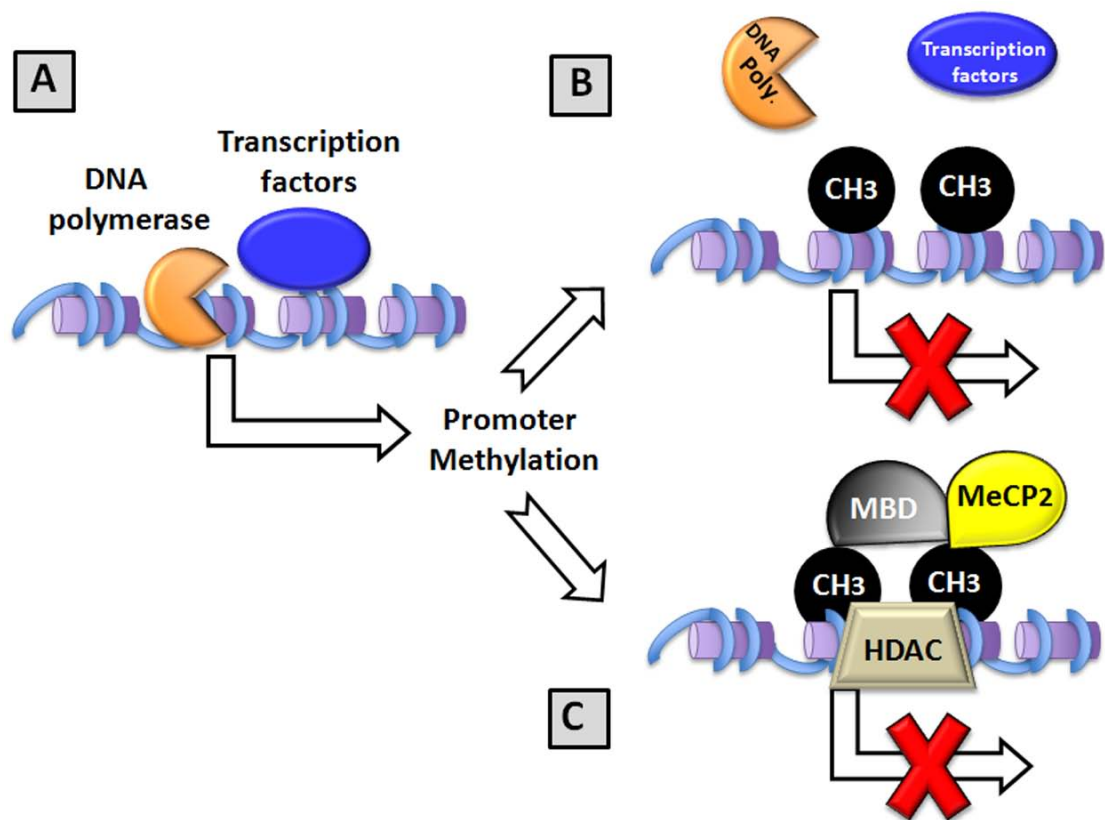 A
DNA
polymerase
Transcription
factors
Promoter
Methylation
B
DNA
Poly.
Transcription
factors
CH3
CH3
MBD
MeCP2
CH3
CH3
HDAC
C